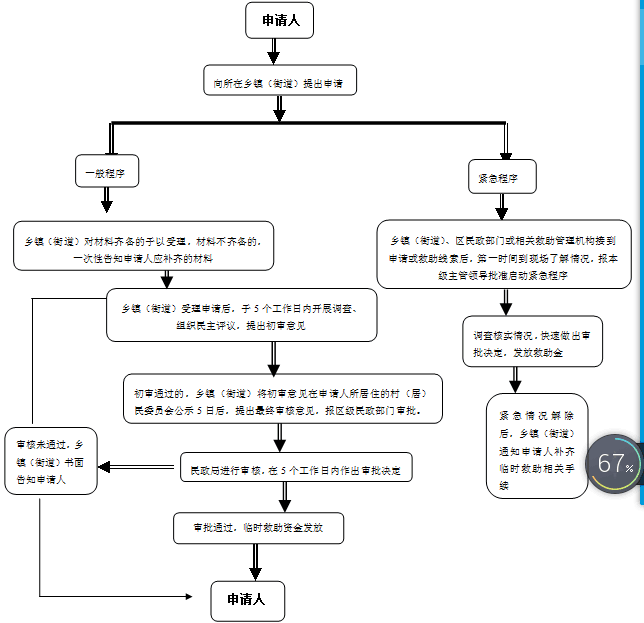 申请人
向所在乡镇（街道）提出申请
一般程序
乡镇（街道）对材料齐备的予以受理，材料不齐备的，
一次性告知申请人应补齐的材料
乡镇（街道）受理申请后，于5个工作日内开展调查、
组织民主评议，提出初审意见
初审通过的，乡镇（街道）将初审意见在申请人所居住的村（居）
民委员会公示5日后，提出最终审核意见，报区级民政部门审批。
民政局进行审核，在5个工作日内作出审批决定
审核未通过，乡
镇（街道）书面
告知申请人
审批通过，临时救助资金发放
申请人
紧急程序
乡镇（街道）、区民政部门或相关救助管理机构接到
申请或救助线索后，第一时间到现场了解情况，报本
级主管领导批准启动紧急程序
调查核实情况，快速做出审
批决定，发放救助金
紧急情况解除
后，乡镇（街道）
通知申请人补齐
临时救助相关手
续
67%